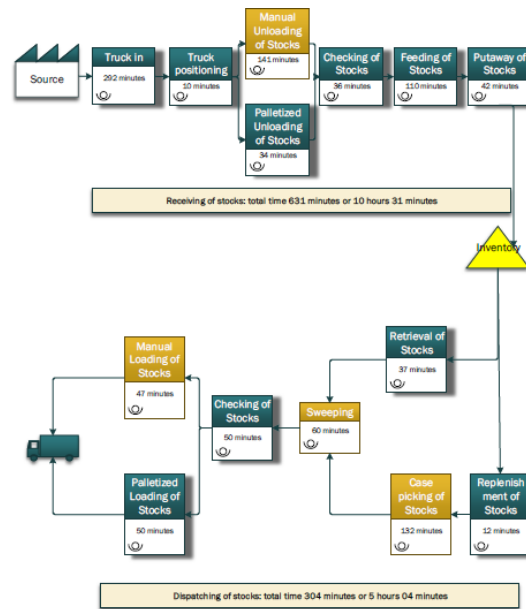 Source
Truck in
292 minutes
Truck
positioning
10 minutes
Manual
Unloading
of Stocks
141 minutes
Palletized
Unloading
of Stocks
34 minutes
Checking of
Stocks
36 minutes
Feeding of
Stocks
110 minutes
Putaway of
Stocks
42 minutes
Receiving of stocks: total time 631 minutes or 10 hours 31 minutes
Inventory
Retrieval of
Stocks
37 minutes
Manual
Loading of
Stocks
47 minutes
Checking of
Stocks
50 minutes
Sweeping
60 minutes
Palletized
Loading of
Stocks
50 minutes
Case
picking of
Stocks
132 minutes
Replenish
ment of
Stocks
12 minutes
Dispatching of stocks: total time 304 minutes or 5 hours 04 minutes